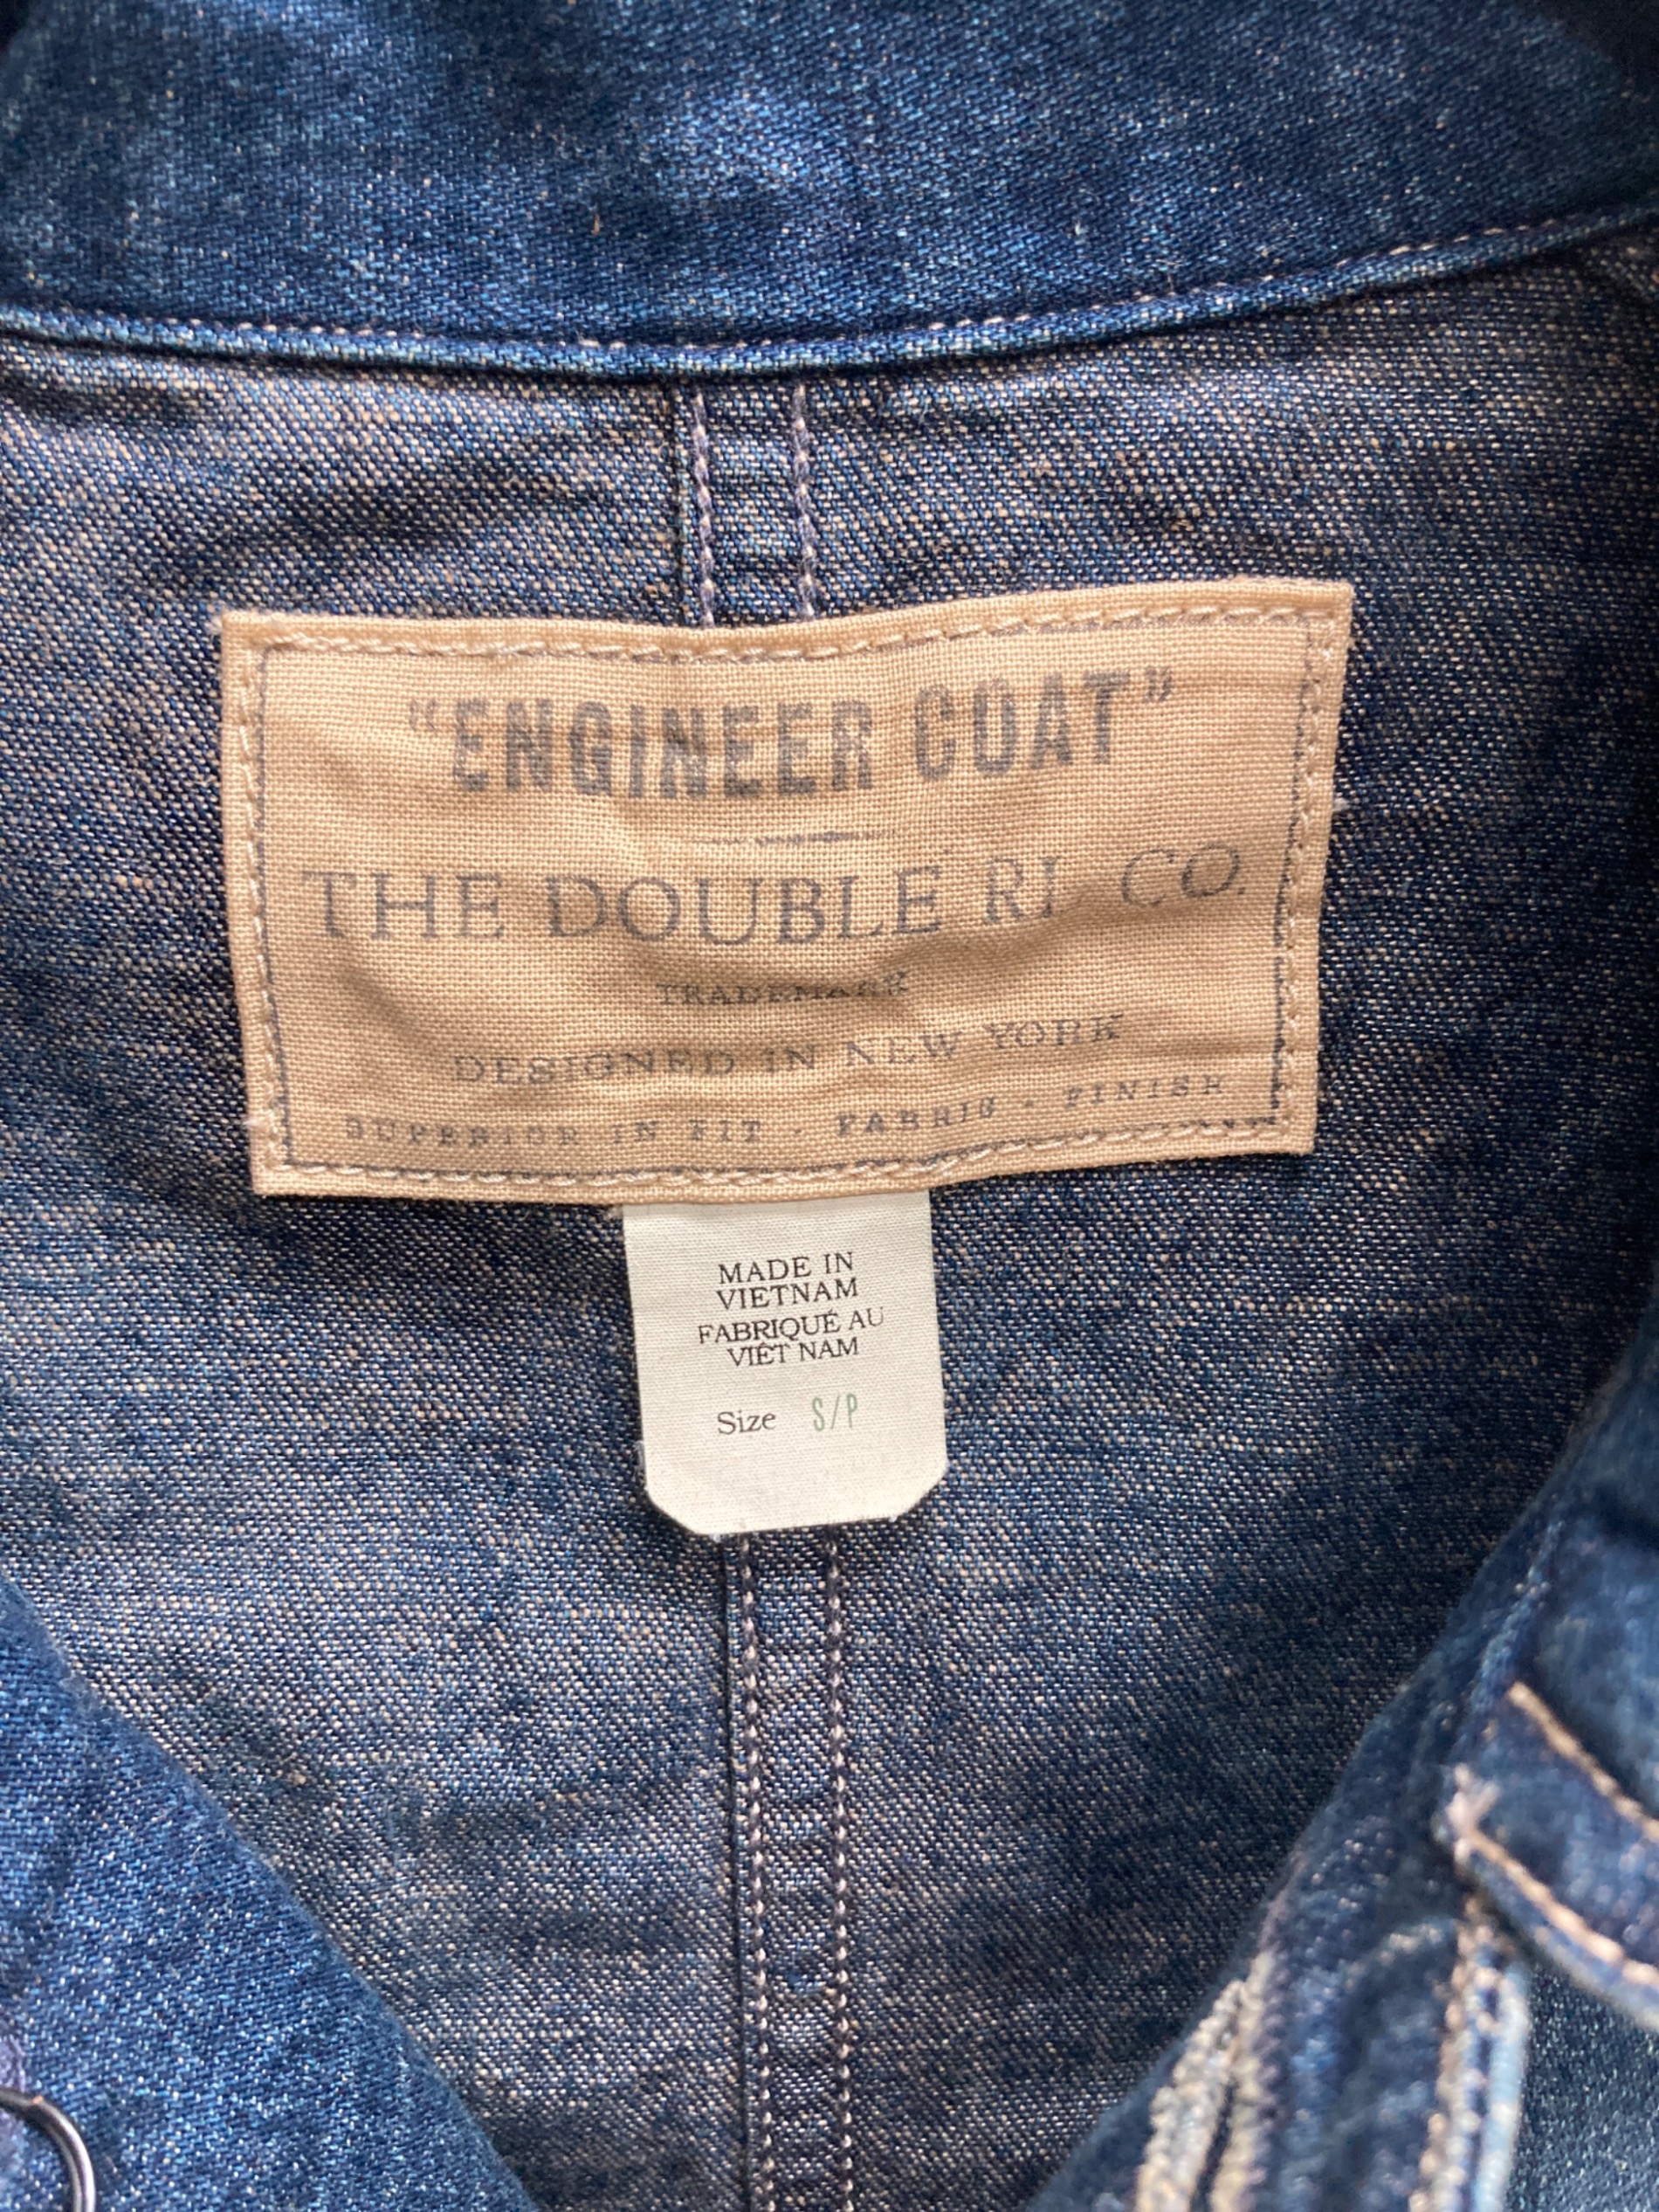 "ENGINEER COAT"
THE DOUBLE RL CO.
TRADEMARK
DESIGNED IN NEW YORK
SUPERIOR IN FIT - FABRIC - FINISH
MADE IN
VIETNAM
FABRIQUÉ AU
VIÊT NAM
Size S/P